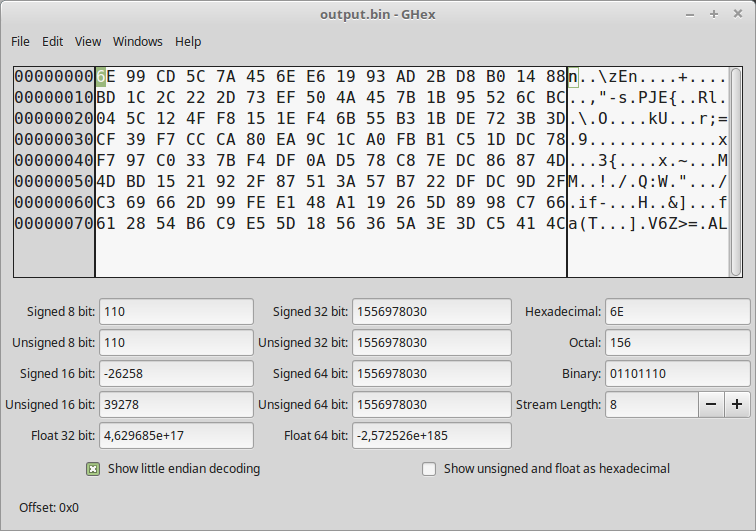 output.bin - GHex
File Edit View Windows Help
00000000 6E 99 CD 5C 7A 45 6E E6 19 93 AD 2B D8 B0 14 88 n..\zEn....+....
00000010 BD 1C 2C 22 2D 73 EF 50 4A 45 7B 1B 95 52 6C BC ..,"-s.PJE{..Rl.
00000020 04 5C 12 4F F8 15 1E F4 6B 55 B3 1B DE 72 3B 3D .\.O....kU...r;=
00000030 CF 39 F7 CC CA 80 EA 9C 1C A0 FB B1 C5 1D DC 78 .9.............x
00000040 F7 97 C0 33 7B F4 DF 0A D5 78 C8 7E DC 86 87 4D ...3{....x.~...M
00000050 4D BD 15 21 92 2F 87 51 3A 57 B7 22 DF DC 9D 2F M..!./.Q:W.".../
00000060 C3 69 66 2D 99 FE E1 48 A1 19 26 5D 89 98 C7 66 .if-...H..&]...f
00000070 61 28 54 B6 C9 E5 5D 18 56 36 5A 3E 3D C5 41 4C a(T...].V6Z>=.AL
Signed 8 bit: 110 Signed 32 bit: 1556978030 Hexadecimal: 6E
Unsigned 8 bit: 110 Unsigned 32 bit: 1556978030 Octal: 156
Signed 16 bit: -26258 Signed 64 bit: 1556978030 Binary: 01101110
Unsigned 16 bit: 39278 Unsigned 64 bit: 1556978030 Stream Length: 8
Float 32 bit: 4,629685e+17 Float 64 bit: -2,572526e+185
Show little endian decoding Show unsigned and float as hexadecimal
Offset: 0x0